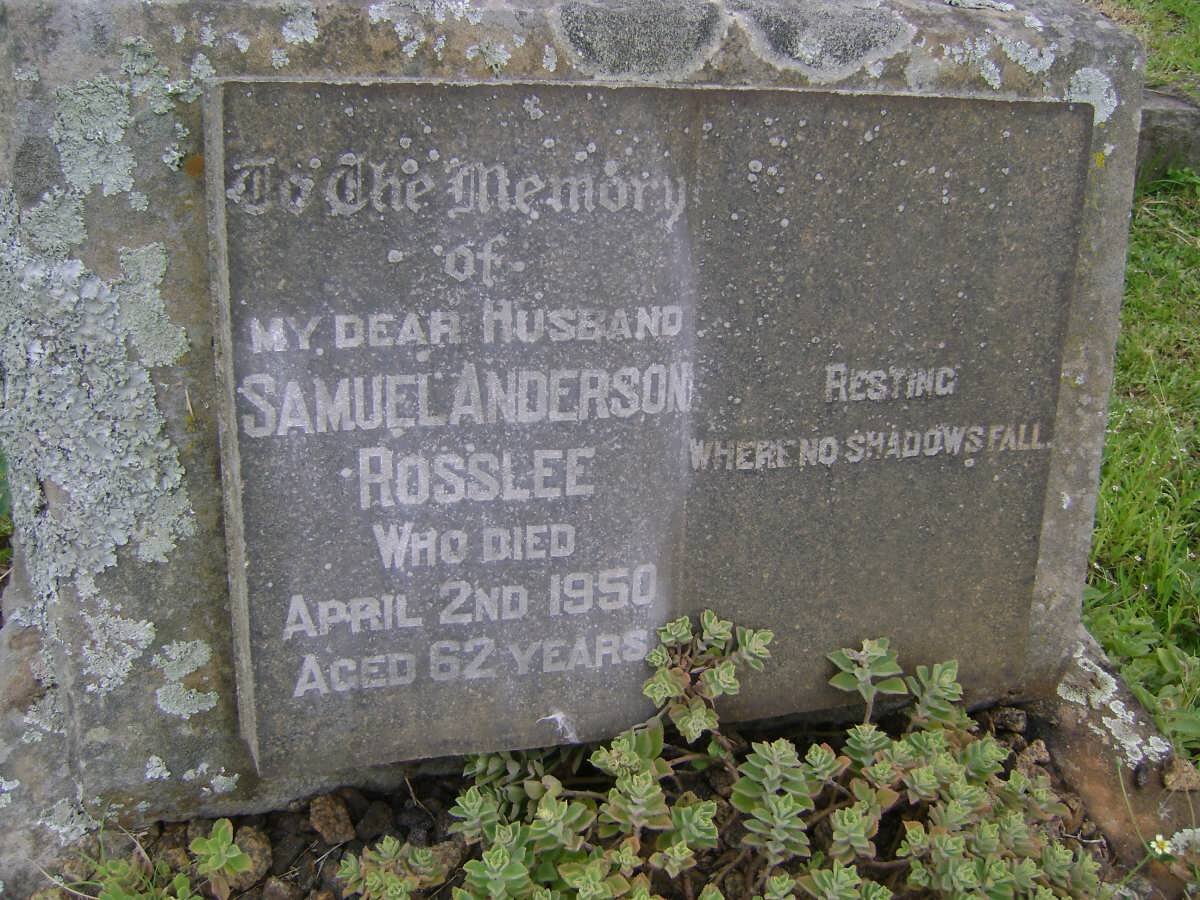 To The Memory
of
MY DEAR HUSBAND
SAMUEL ANDERSON
ROSSLEE
WHO DIED
APRIL 2ND 1950
AGED 62 YEARS
RESTING
WHERE NO SHADOWS FALL.